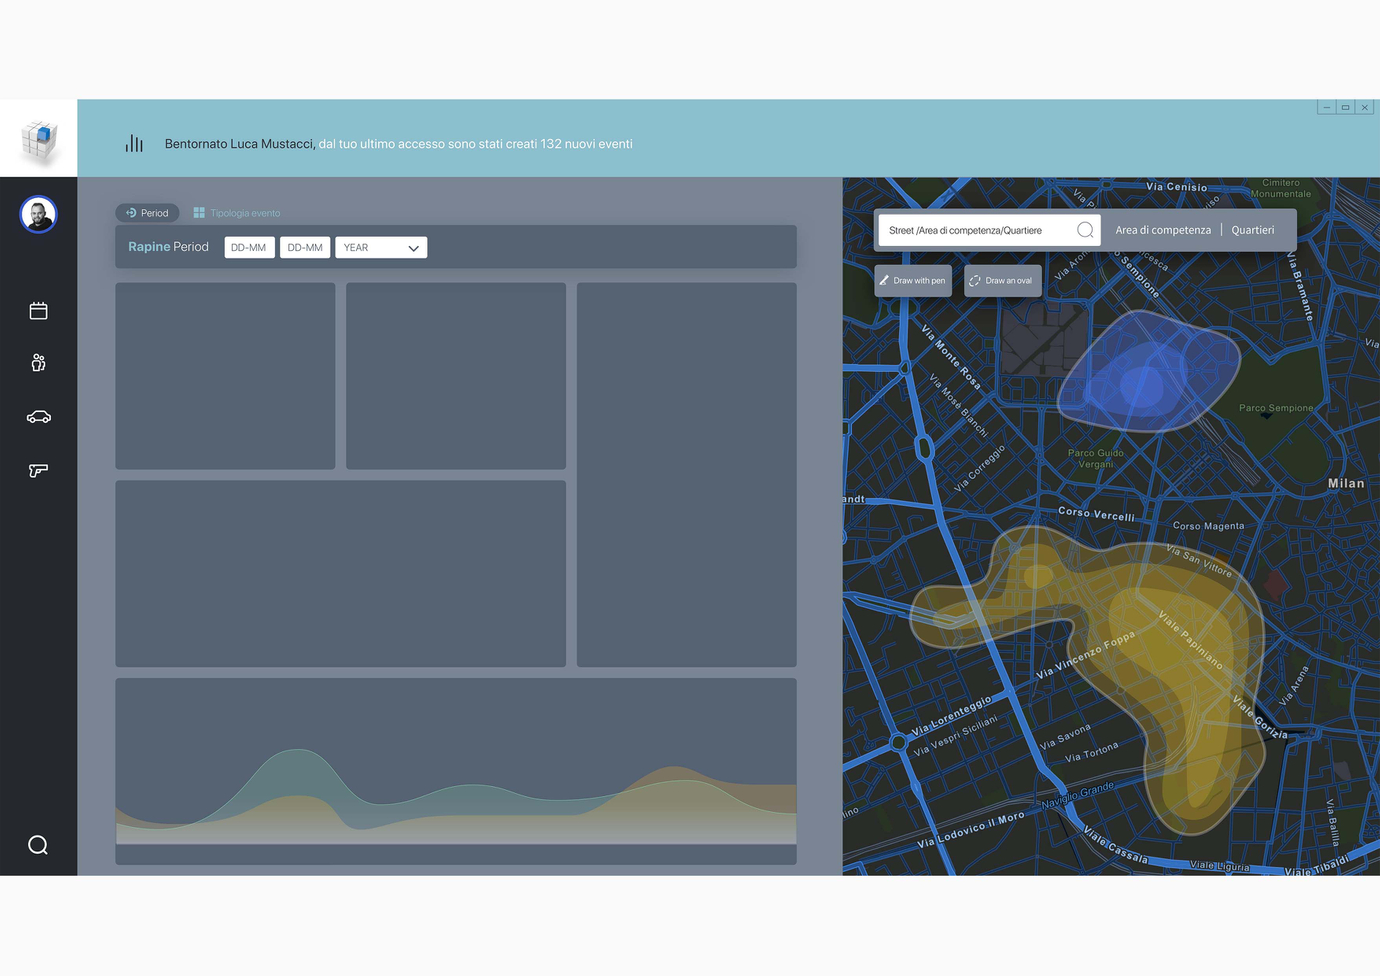 Bentornato Luca Mustacci, dal tuo ultimo accesso sono stati creati 132 nuovi eventi
Period
Tipologia evento
Rapine Period
DD-MM
DD-MM
YEAR
Street /Area di competenza/Quartiere
Area di competenza | Quartieri
Draw with pen
Draw an oval
Via Cenisio
Cimitero
Monumentale
Via Bramante
Sempione
Via Monte Rosa
Via Mosè Bianchi
Via Correggio
Parco Sempione
Parco Guido
Vergani
Milan
Corso Vercelli
Corso Magenta
Via San Vittore
Viale Papiniano
Via Vincenzo Foppa
Viale Gorizia
Via Arena
Via Lorenteggio
Via Vespri Siciliani
Via Savona
Via Tortona
Naviglio Grande
Via Lodovico il Moro
Viale Cassala
Viale Liguria
Viale Tibaldi
Via Balilla